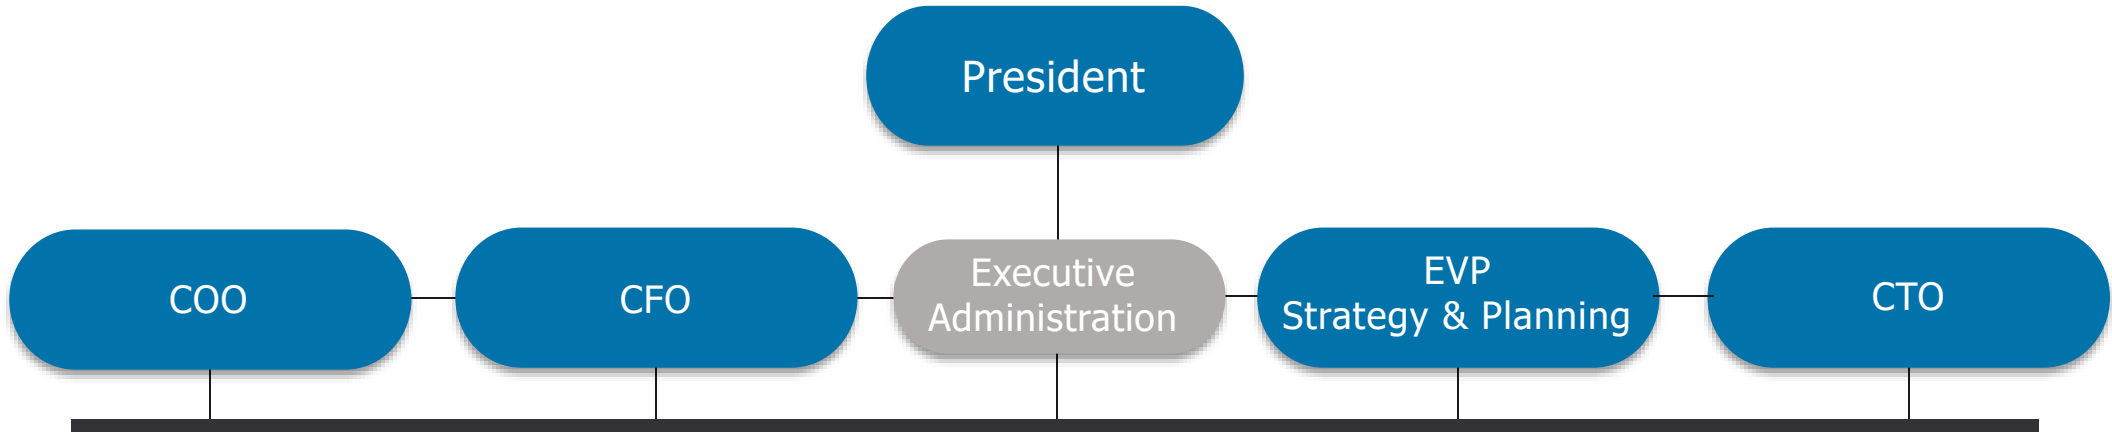 President
COO
CFO
Executive
Administration
EVP
Strategy & Planning
CTO